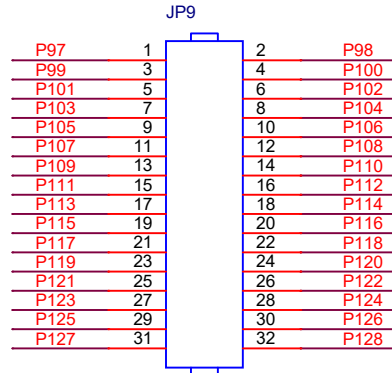 JP9
P97 1 2 P98
P99 3 4 P100
P101 5 6 P102
P103 7 8 P104
P105 9 10 P106
P107 11 12 P108
P109 13 14 P110
P111 15 16 P112
P113 17 18 P114
P115 19 20 P116
P117 21 22 P118
P119 23 24 P120
P121 25 26 P122
P123 27 28 P124
P125 29 30 P126
P127 31 32 P128